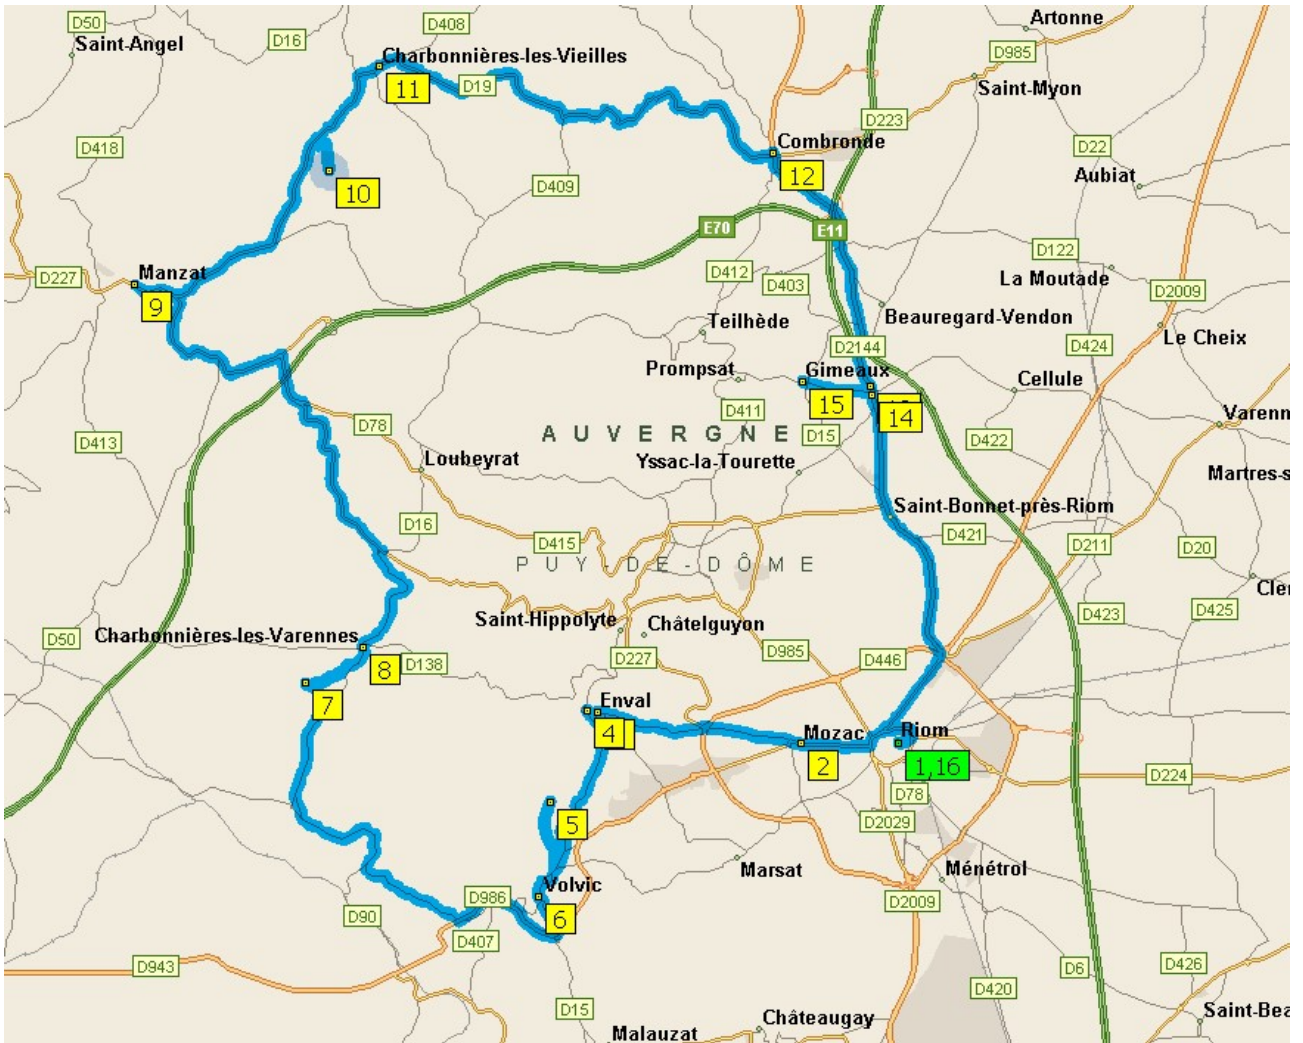 D50
D408
Artonne
Saint-Angel
D16
D985
Charbonnières-les-Vieilles
D19
11
Saint-Myon
D223
D418
Combronde
D22
12
Aubiat
10
D409
E70
E11
D122
D227
Manzat
D412
La Moutade
D403
D2009
9
Beauregard-Vendon
Teilhède
Le Cheix
D2144
D424
Prompsat
Gimeaux
Cellule
15
14
D411
Varenn
D78
AUVERGNE
D15
D422
D413
Loubeyrat
Yssac-la-Tourette
Martres-s
Saint-Bonnet-près-Riom
D16
D421
D415
D211
D20
PUY-DE-DÔME
Cler
D425
Saint-Hippolyte
Châtelguyon
D423
D50
Charbonnières-les-Varennes
D985
D227
D446
8
D138
7
Enval
4
Mozac
Riom
2
1,16
D224
D78
5
D2029
Marsat
Ménétrol
Volvic
D986
D2009
6
D90
D407
D943
D6
D426
D420
D15
Saint-Bea
Châteaugay
Malauzat